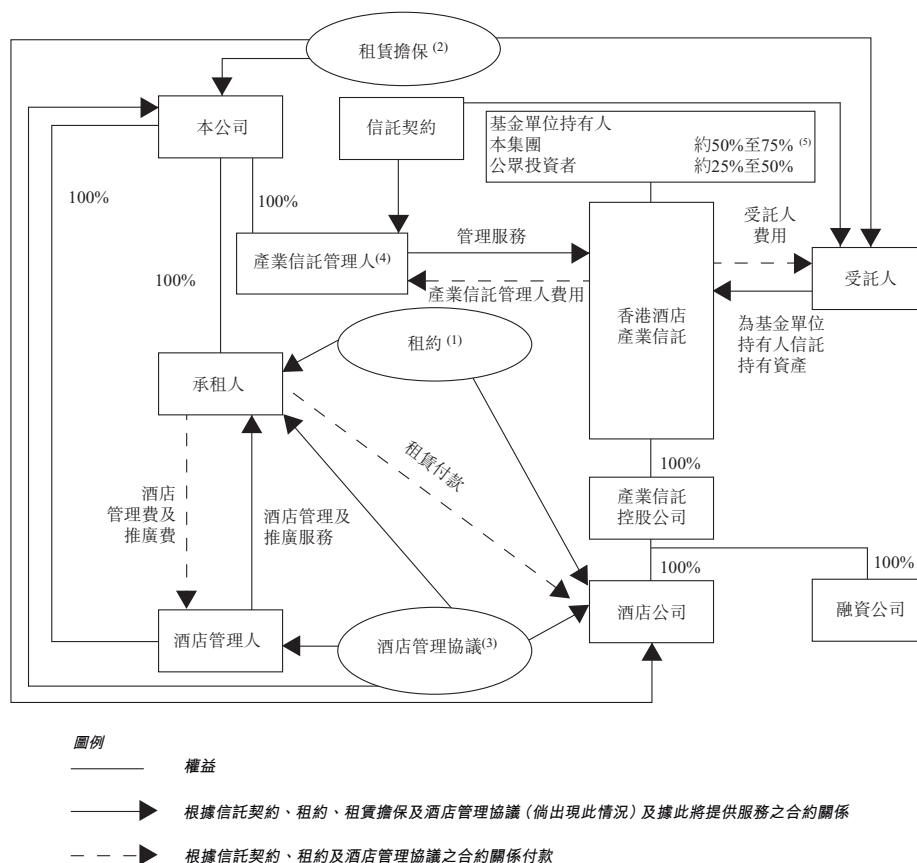 租賃擔保 (2)
本公司
信託契約
基金單位持有人
本集團 約50%至75% (5)
公眾投資者 約25%至50%
100%
100%
100%
產業信託管理人(4)
管理服務
產業信託管理人費用
香港酒店
產業信託
受託人
費用
受託人
為基金單位
持有人信託
持有資產
租約 (1)
承租人
租賃付款
100%
產業信託
控股公司
酒店
管理費及
推廣費
酒店管理及
推廣服務
100%
100%
酒店管理人
酒店管理協議(3)
酒店公司
融資公司
圖例
權益
根據信託契約、租約、租賃擔保及酒店管理協議（倘出現此情況）及據此將提供服務之合約關係
根據信託契約、租約及酒店管理協議之合約關係付款